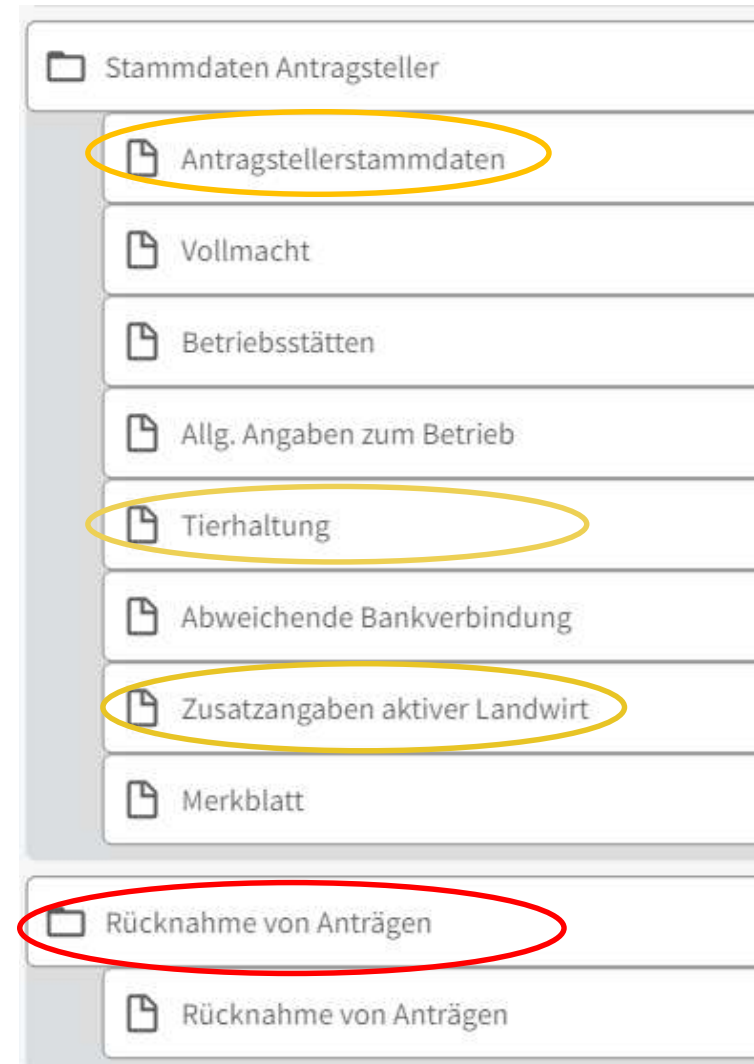 Stammdaten Antragsteller
Antragstellerstammdaten
Vollmacht
Betriebsstätten
Allg. Angaben zum Betrieb
Tierhaltung
Abweichende Bankverbindung
Zusatzangaben aktiver Landwirt
Merkblatt
Rücknahme von Anträgen
Rücknahme von Anträgen